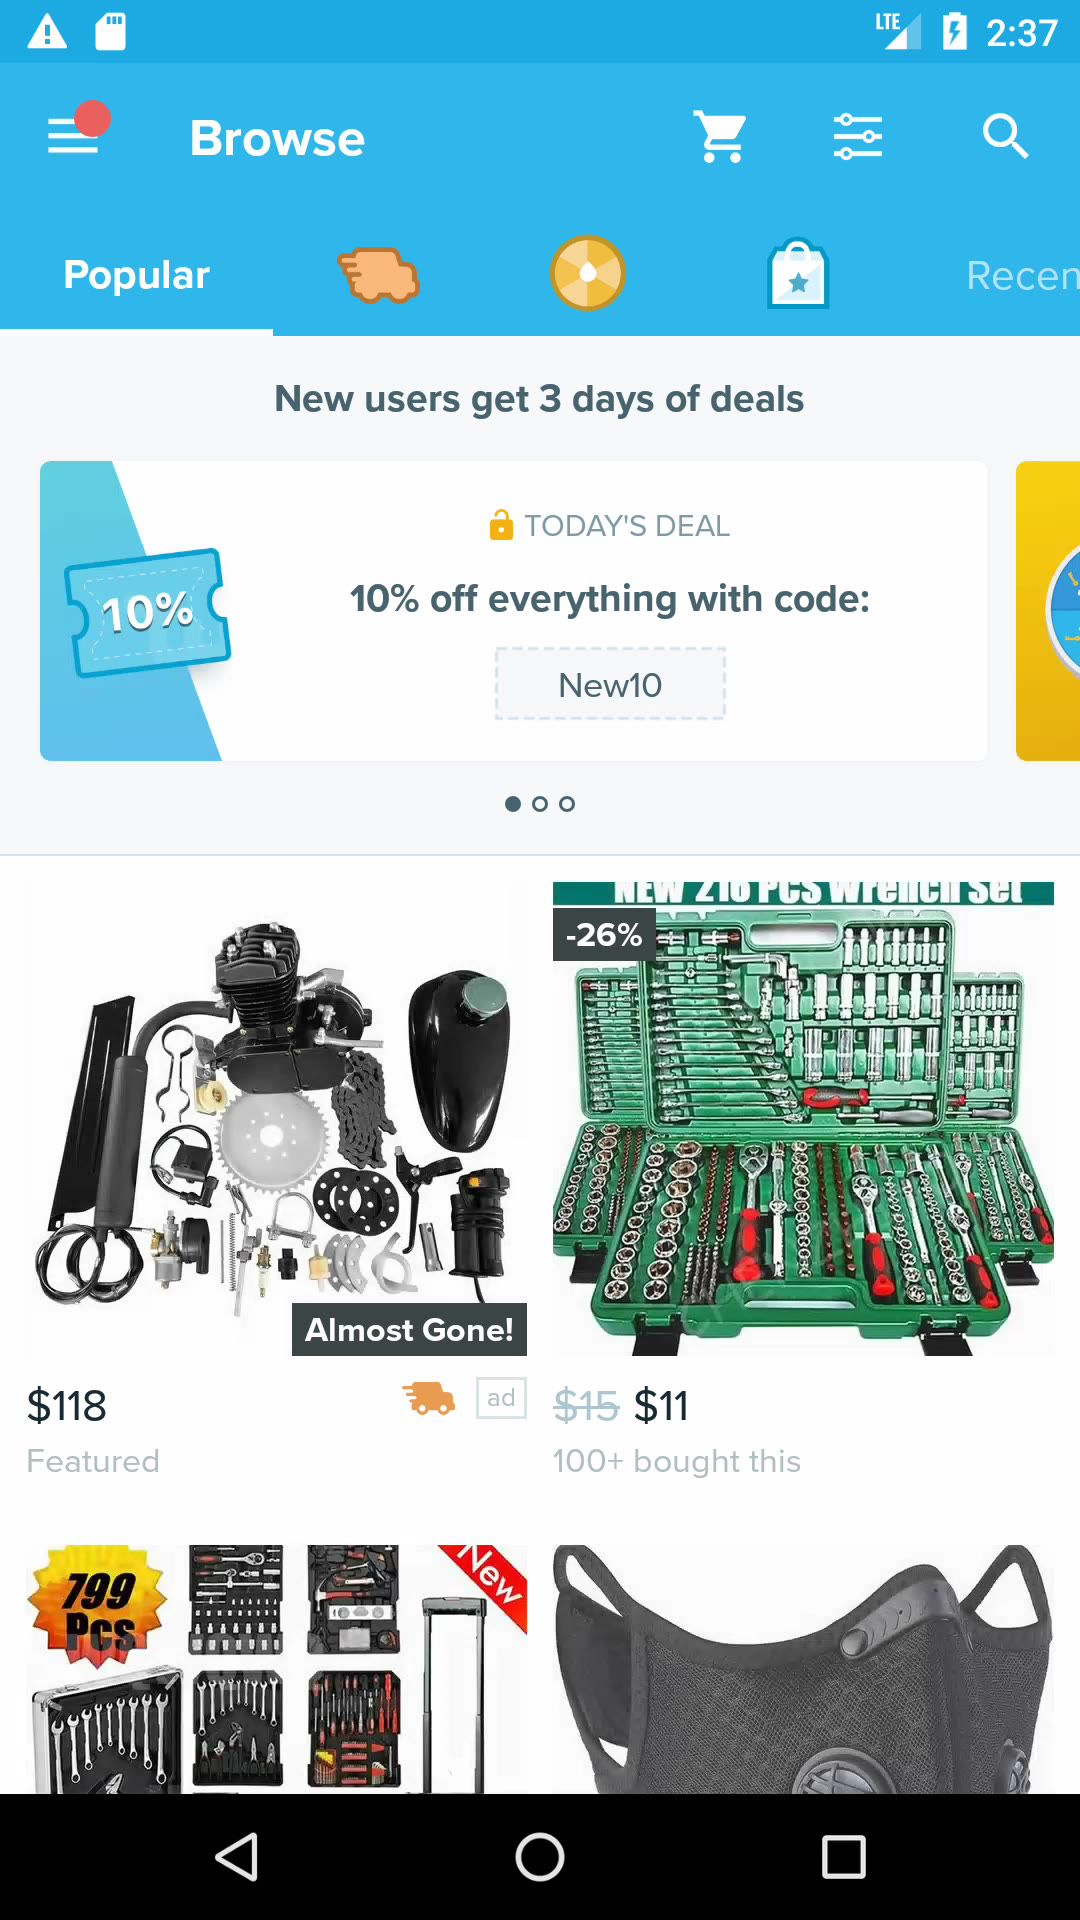 LTE 2:37
Browse
Popular
Recen
New users get 3 days of deals
TODAY'S DEAL
10%
10% off everything with code:
New10
NEW 216 PCS Wrench Set
-26%
Almost Gone!
$118
ad
$15 $11
Featured
100+ bought this
799
Pcs
New